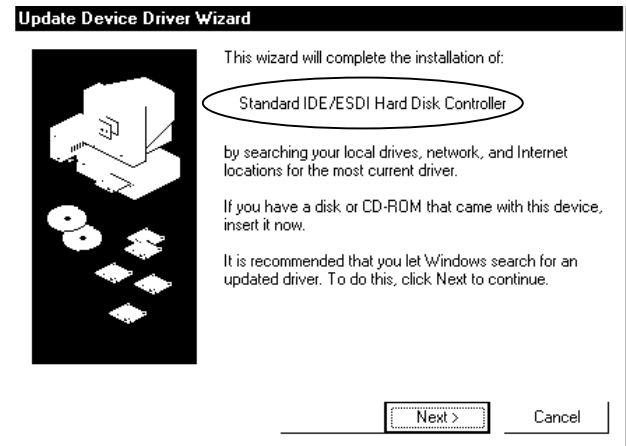 Update Device Driver Wizard
This wizard will complete the installation of:
Standard IDE/ESDI Hard Disk Controller
by searching your local drives, network, and Internet
locations for the most current driver.
If you have a disk or CD-ROM that came with this device,
insert it now.
It is recommended that you let Windows search for an
updated driver. To do this, click Next to continue.
Next >
Cancel